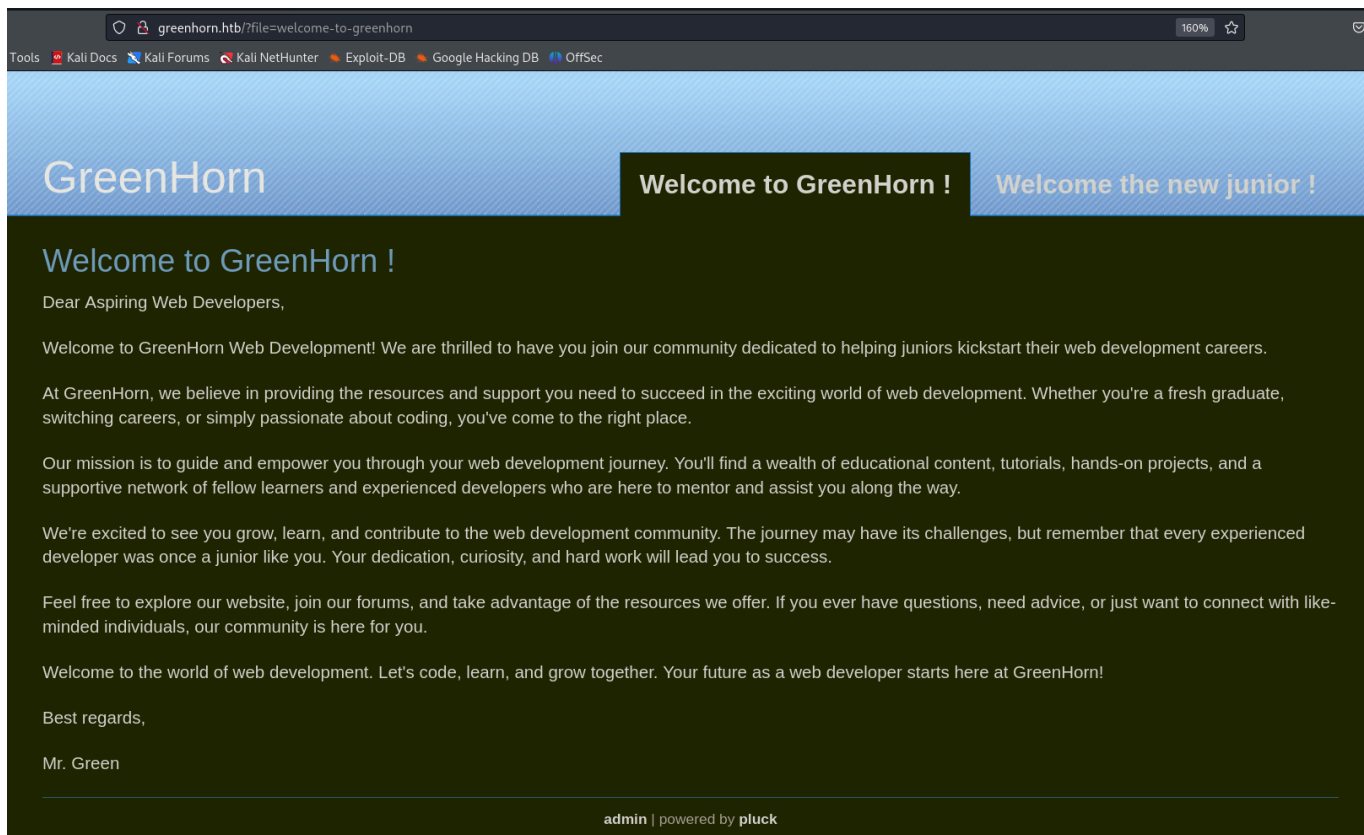 greenhorn.htb/?file=welcome-to-greenhorn
160%
Tools Kali Docs Kali Forums Kali NetHunter Exploit-DB Google Hacking DB OffSec
GreenHorn
Welcome to GreenHorn !
Welcome the new junior !
Welcome to GreenHorn !
Dear Aspiring Web Developers,
Welcome to GreenHorn Web Development! We are thrilled to have you join our community dedicated to helping juniors kickstart their web development careers.
At GreenHorn, we believe in providing the resources and support you need to succeed in the exciting world of web development. Whether you're a fresh graduate,
switching careers, or simply passionate about coding, you've come to the right place.
Our mission is to guide and empower you through your web development journey. You'll find a wealth of educational content, tutorials, hands-on projects, and a
supportive network of fellow learners and experienced developers who are here to mentor and assist you along the way.
We're excited to see you grow, learn, and contribute to the web development community. The journey may have its challenges, but remember that every experienced
developer was once a junior like you. Your dedication, curiosity, and hard work will lead you to success.
Feel free to explore our website, join our forums, and take advantage of the resources we offer. If you ever have questions, need advice, or just want to connect with like-
minded individuals, our community is here for you.
Welcome to the world of web development. Let's code, learn, and grow together. Your future as a web developer starts here at GreenHorn!
Best regards,
Mr. Green
admin | powered by pluck